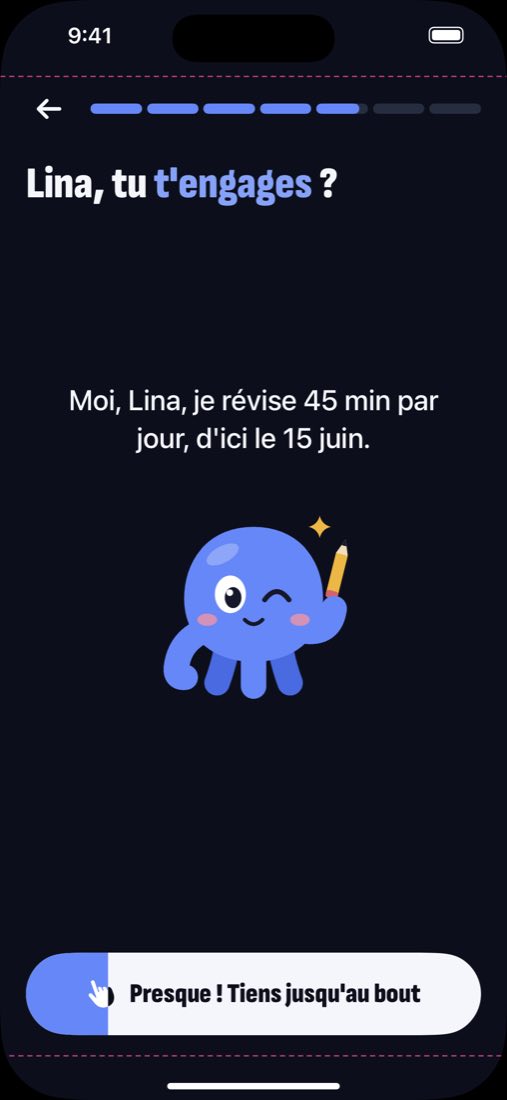 9:41
Lina, tu t'engages ?
Moi, Lina, je révise 45 min par
jour, d'ici le 15 juin.
Presque ! Tiens jusqu'au bout